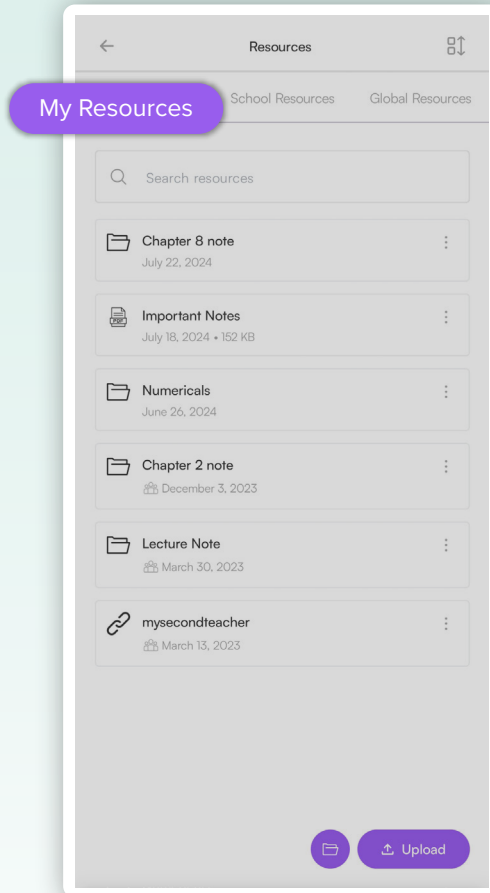 Resources
My Resources School Resources Global Resources
Search resources
Chapter 8 note
July 22, 2024
Important Notes
PDF
July 18, 2024 • 152 KB
Numericals
June 26, 2024
Chapter 2 note
December 3, 2023
Lecture Note
March 30, 2023
mysecondteacher
March 13, 2023
Upload